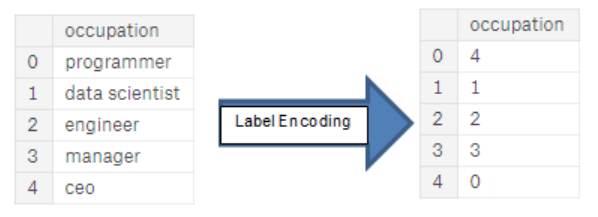 occupation
0 programmer
1 data scientist
2 engineer
3 manager
4 ceo
Label Encoding
occupation
0 4
1 1
2 2
3 3
4 0